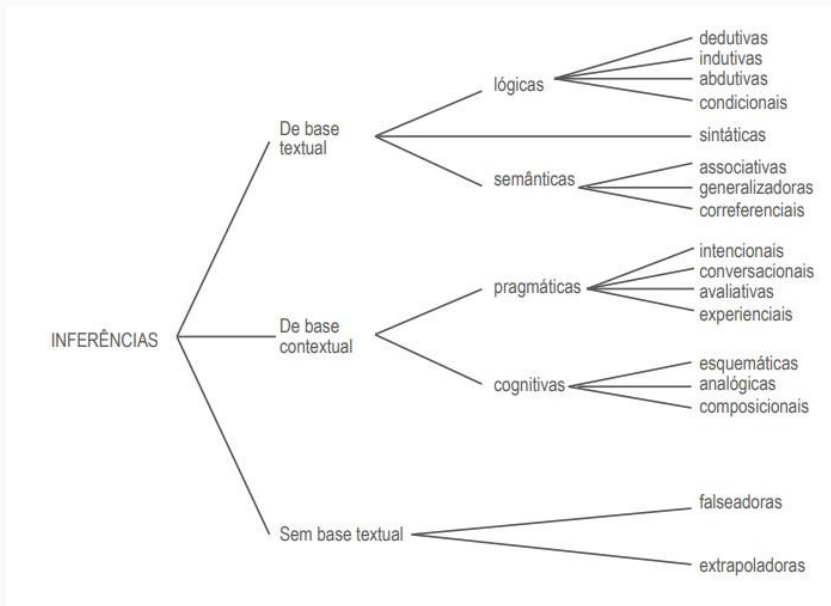 INFERÊNCIAS
De base
textual
lógicas
dedutivas
indutivas
abdutivas
condicionais
sintáticas
semânticas
associativas
generalizadoras
correferenciais
De base
contextual
pragmáticas
intencionais
conversacionais
avaliativas
experienciais
cognitivas
esquemáticas
analógicas
composicionais
Sem base textual
falseadoras
extrapoladoras